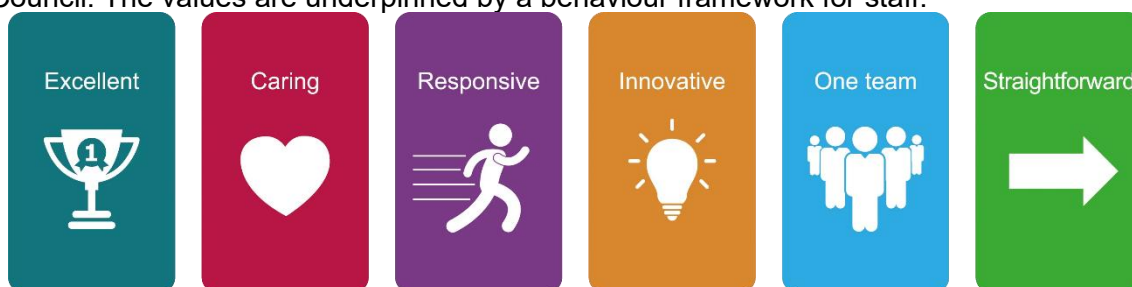 Council. The values are underpinned by a behaviour framework for staff.
Excellent
Caring
Responsive
Innovative
One team
Straightforward
1